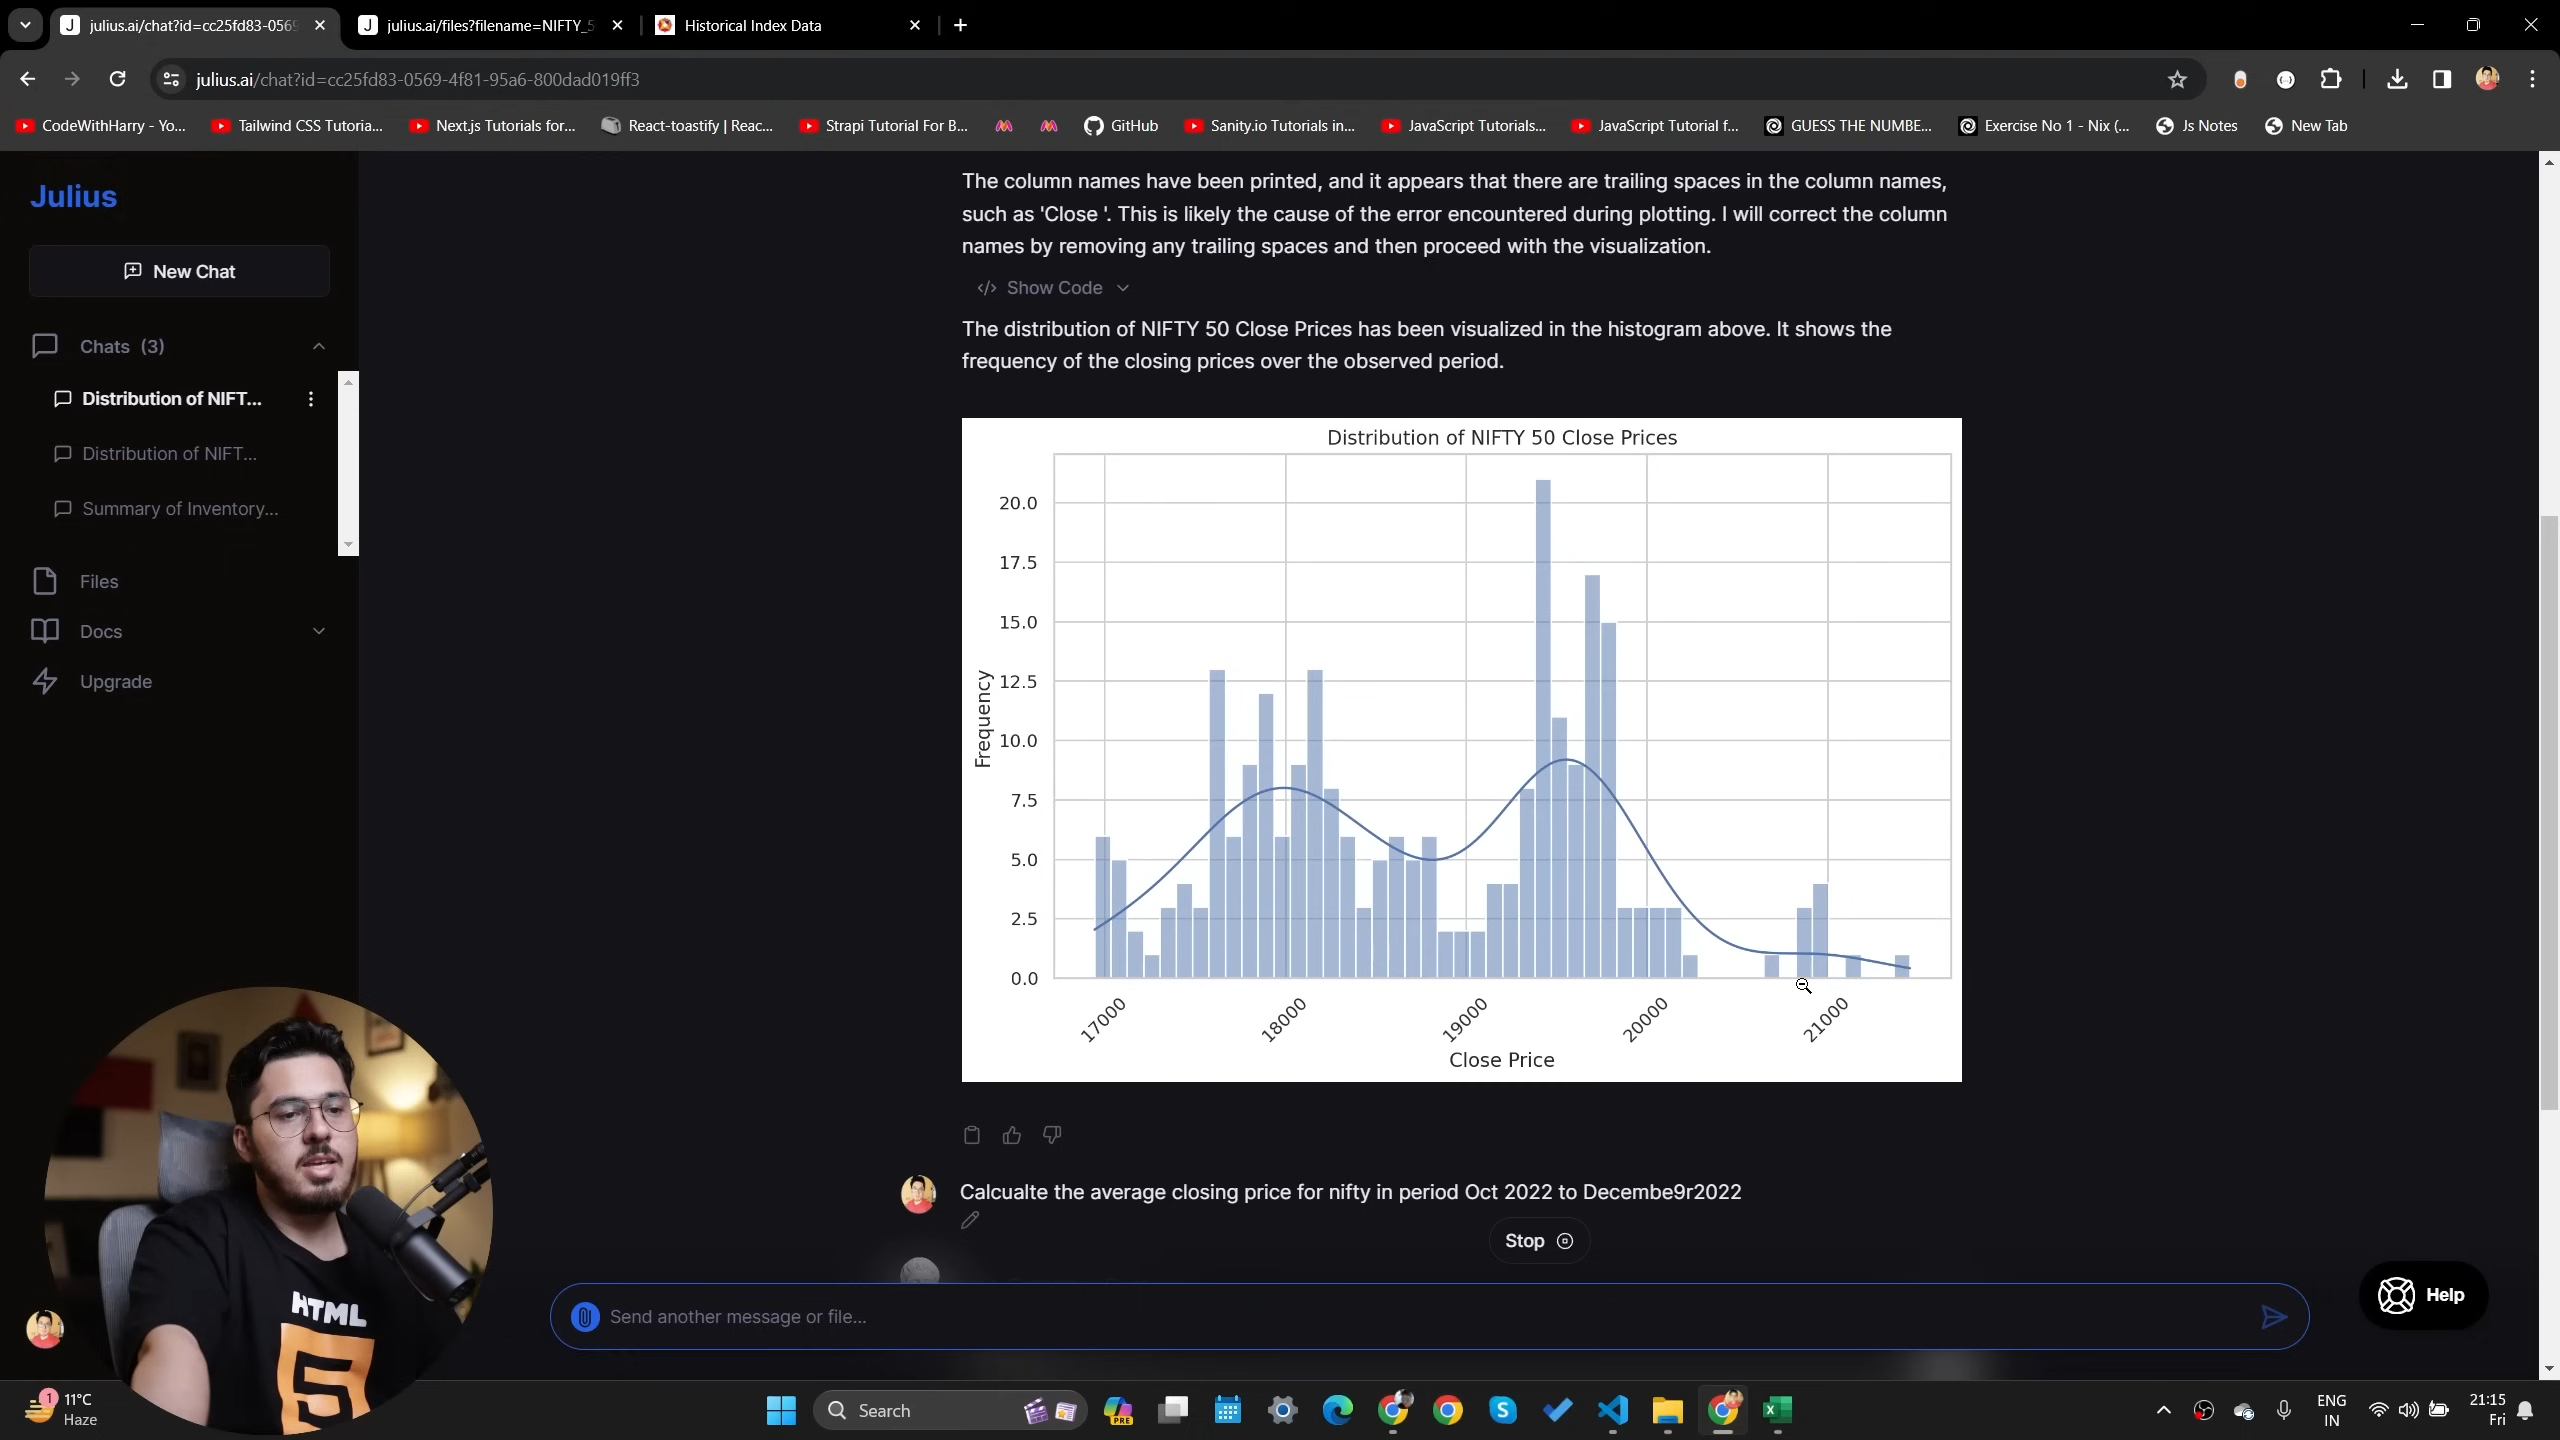 julius.ai/chat?id=cc25fd83-0569
julius.ai/files?filename=NIFTY_5
Historical Index Data
julius.ai/chat?id=cc25fd83-0569-4f81-95a6-800dad019ff3
CodeWithHarry - Yo...
Tailwind CSS Tutoria...
Next.js Tutorials for...
React-toastify | Reac...
Strapi Tutorial For B...
GitHub
Sanity.io Tutorials in...
JavaScript Tutorials...
JavaScript Tutorial f...
GUESS THE NUMBE...
Exercise No 1 - Nix (...
Js Notes
New Tab
Julius
New Chat
Chats (3)
Distribution of NIFT...
Distribution of NIFT...
Summary of Inventory...
Files
Docs
Upgrade
The column names have been printed, and it appears that there are trailing spaces in the column names,
such as 'Close '. This is likely the cause of the error encountered during plotting. I will correct the column
names by removing any trailing spaces and then proceed with the visualization.
</> Show Code
The distribution of NIFTY 50 Close Prices has been visualized in the histogram above. It shows the
frequency of the closing prices over the observed period.
Distribution of NIFTY 50 Close Prices
Frequency
20.0
17.5
15.0
12.5
10.0
7.5
5.0
2.5
0.0
17000
18000
19000
20000
21000
Close Price
Calcualte the average closing price for nifty in period Oct 2022 to Decembe9r2022
Stop
Send another message or file...
Help
HTML
5
1
11°C
Haze
Search
PRE
ENG
IN
21:15
Fri